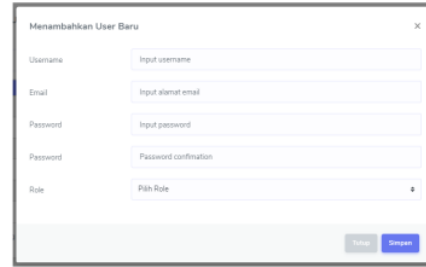 Menambahkan User Baru ×
Username Input username
Email Input alamat email
Password Input password
Password Password confimation
Role Pilih Role
Tutup Simpan